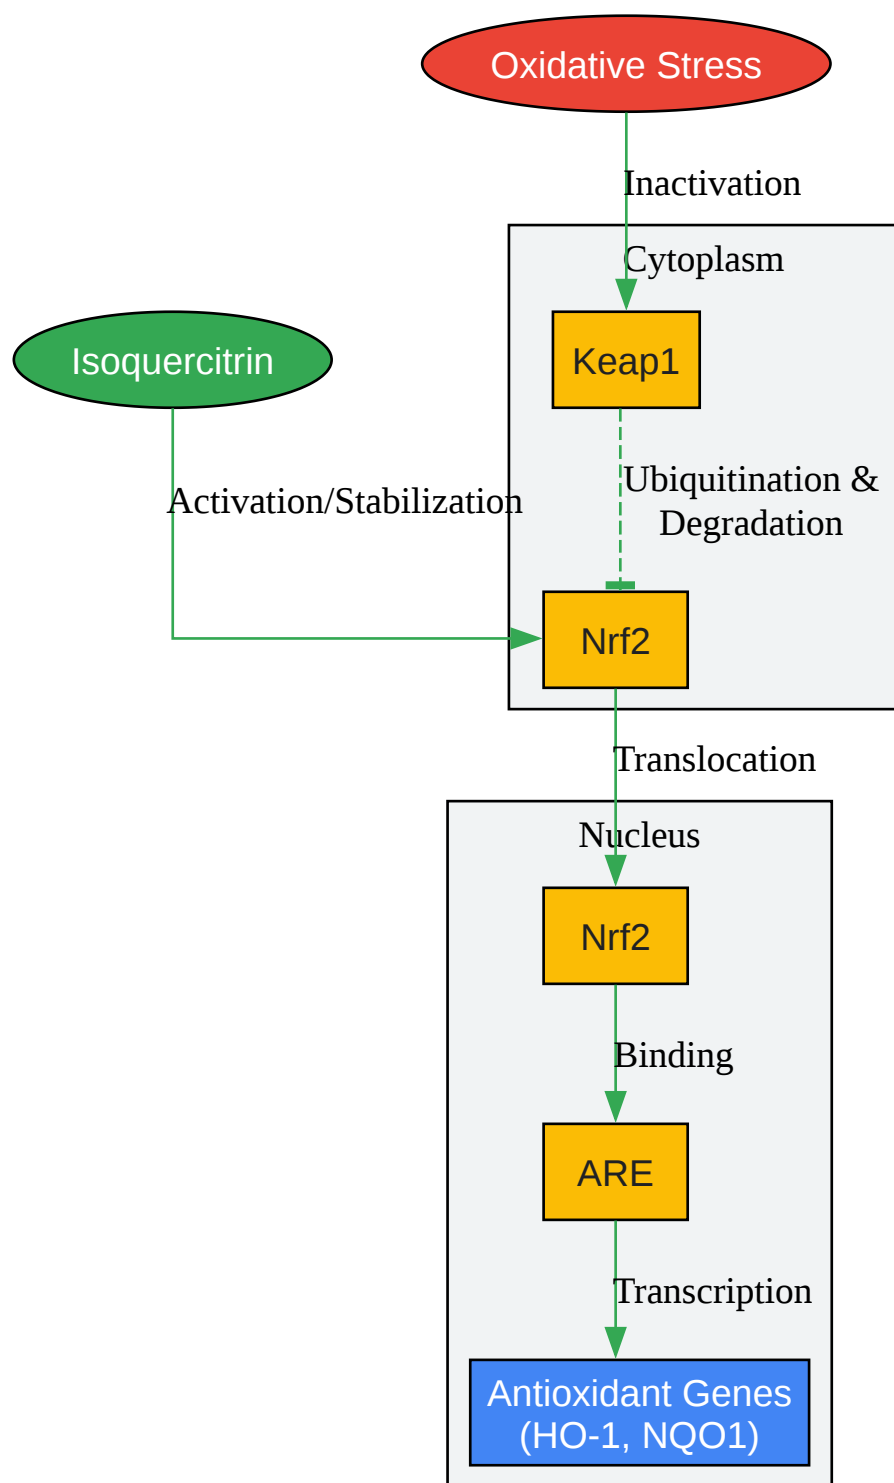 Oxidative Stress
Inactivation
Cytoplasm
Isoquercitrin
Keap1
Activation/Stabilization
Ubiquitination &
Degradation
Nrf2
Translocation
Nucleus
Nrf2
Binding
ARE
Transcription
Antioxidant Genes
(HO-1, NQO1)